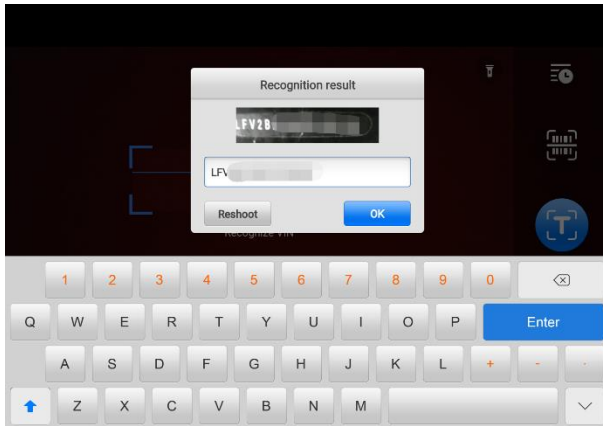 Recognition result
LFV2B
LFV
Reshoot
OK
Recognize VIN
1 2 3 4 5 6 7 8 9 0
Q W E R T Y U I O P Enter
A S D F G H J K L + - .
Z X C V B N M